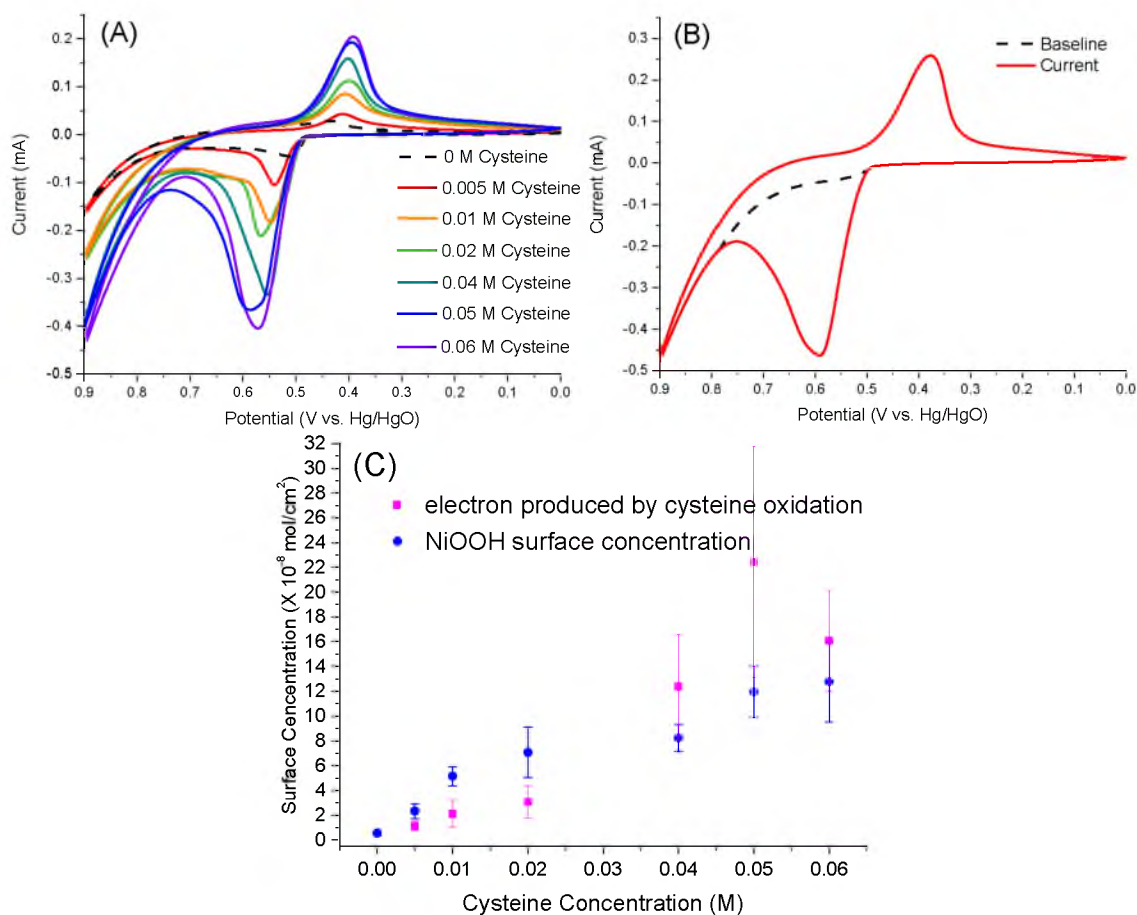 (A)
0.2
0.1
0.0
-0.1
-0.2
-0.3
-0.4
-0.5
Current (mA)
0 M Cysteine
0.005 M Cysteine
0.01 M Cysteine
0.02 M Cysteine
0.04 M Cysteine
0.05 M Cysteine
0.06 M Cysteine
0.9 0.8 0.7 0.6 0.5 0.4 0.3 0.2 0.1 0.0
Potential (V vs. Hg/HgO)
(B)
Baseline
Current
0.3
0.2
0.1
0.0
-0.1
-0.2
-0.3
-0.4
-0.5
Current (mA)
0.9 0.8 0.7 0.6 0.5 0.4 0.3 0.2 0.1 0.0
Potential (V vs. Hg/HgO)
(C)
electron produced by cysteine oxidation
NiOOH surface concentration
32
30
28
26
24
22
20
18
16
14
12
10
8
6
4
2
0
Surface Cencentration (X 10⁻⁸ mol/cm²)
0.00 0.01 0.02 0.03 0.04 0.05 0.06
Cysteine Concentration (M)